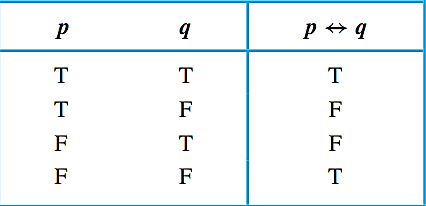 p q p ↔ q
T T T
T F F
F T F
F F T